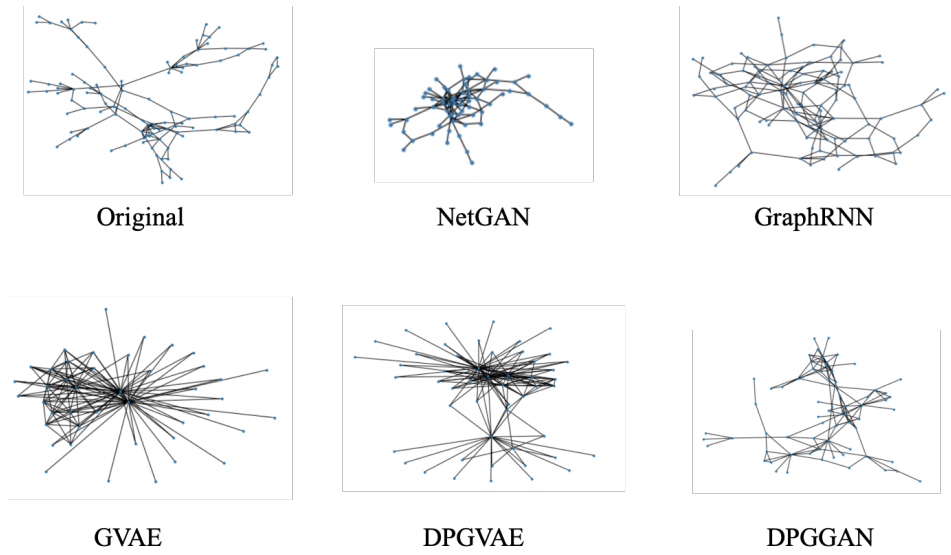 Original
NetGAN
GraphRNN
GVAE
DPGVAE
DPGGAN